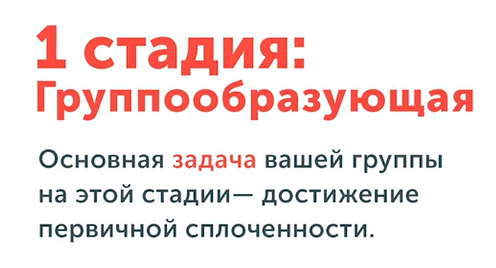 1 стадия:
Группообразующая
Основная задача вашей группы
на этой стадии— достижение
первичной сплоченности.